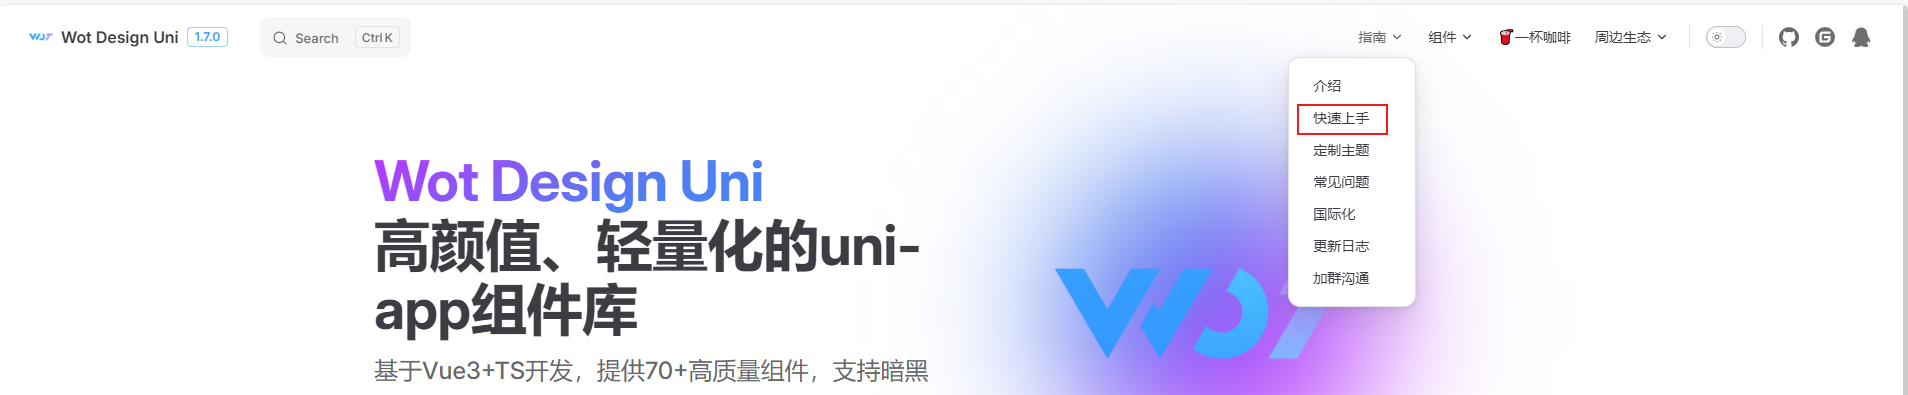 WOT Wot Design Uni 1.7.0 Search Ctrl K 指南 组件 一杯咖啡 周边生态
介绍
快速上手
定制主题
常见问题
国际化
更新日志
加群沟通
Wot Design Uni
高颜值、轻量化的uni-
app组件库
基于Vue3+TS开发，提供70+高质量组件，支持暗黑
WOT